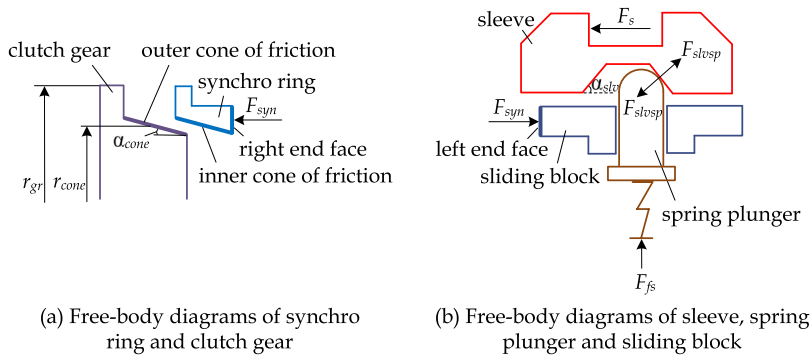 clutch gear
outer cone of friction
synchro ring
F_syn
α_cone
r_gr
r_cone
right end face
inner cone of friction
(a) Free-body diagrams of synchro
ring and clutch gear
sleeve
F_s
F_slvsp
α_slv
F_slvsp
F_syn
left end face
sliding block
spring plunger
F_fs
(b) Free-body diagrams of sleeve, spring
plunger and sliding block